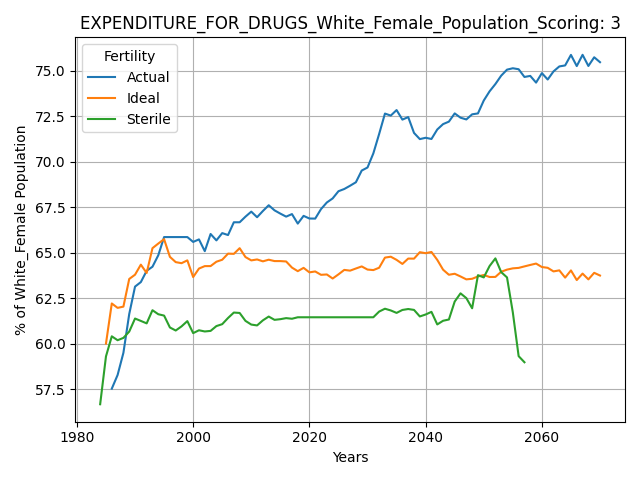 EXPENDITURE_FOR_DRUGS_White_Female_Population_Scoring: 3
Fertility
Actual
Ideal
Sterile
% of White_Female Population
75.0
72.5
70.0
67.5
65.0
62.5
60.0
57.5
1980 2000 2020 2040 2060
Years